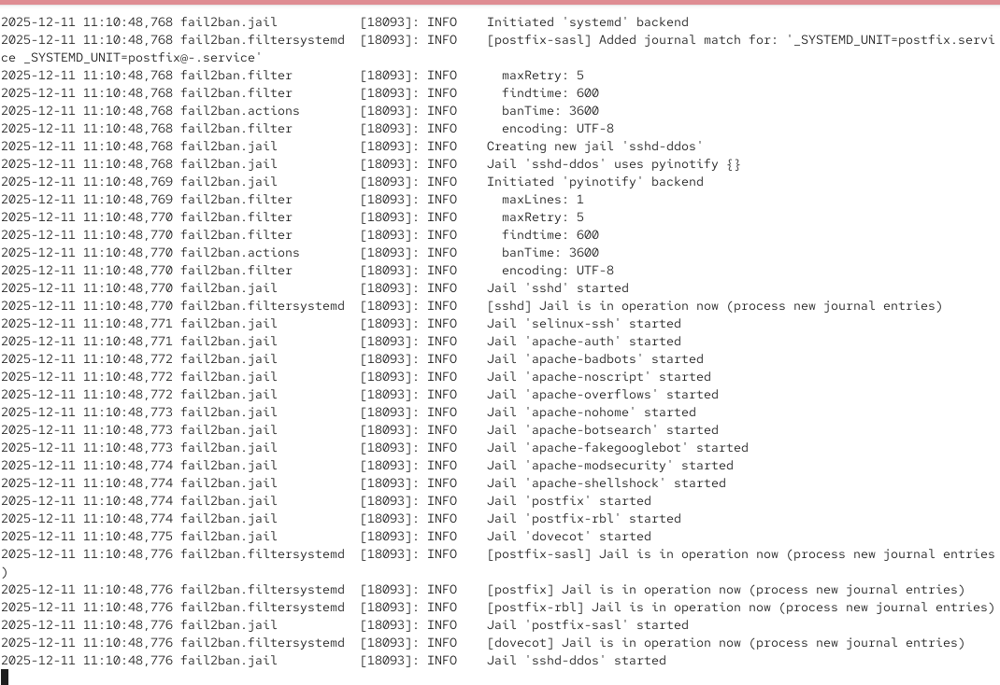 2025-12-11 11:10:48,768 fail2ban.jail           [18093]: INFO    Initiated 'systemd' backend
2025-12-11 11:10:48,768 fail2ban.filtersystemd  [18093]: INFO    [postfix-sasl] Added journal match for: '_SYSTEMD_UNIT=postfix.servi
ce _SYSTEMD_UNIT=postfix@-.service'
2025-12-11 11:10:48,768 fail2ban.filter         [18093]: INFO      maxRetry: 5
2025-12-11 11:10:48,768 fail2ban.filter         [18093]: INFO      findtime: 600
2025-12-11 11:10:48,768 fail2ban.actions        [18093]: INFO      banTime: 3600
2025-12-11 11:10:48,768 fail2ban.filter         [18093]: INFO      encoding: UTF-8
2025-12-11 11:10:48,768 fail2ban.jail           [18093]: INFO    Creating new jail 'sshd-ddos'
2025-12-11 11:10:48,768 fail2ban.jail           [18093]: INFO    Jail 'sshd-ddos' uses pyinotify {}
2025-12-11 11:10:48,769 fail2ban.jail           [18093]: INFO    Initiated 'pyinotify' backend
2025-12-11 11:10:48,769 fail2ban.filter         [18093]: INFO      maxLines: 1
2025-12-11 11:10:48,770 fail2ban.filter         [18093]: INFO      maxRetry: 5
2025-12-11 11:10:48,770 fail2ban.filter         [18093]: INFO      findtime: 600
2025-12-11 11:10:48,770 fail2ban.actions        [18093]: INFO      banTime: 3600
2025-12-11 11:10:48,770 fail2ban.filter         [18093]: INFO      encoding: UTF-8
2025-12-11 11:10:48,770 fail2ban.jail           [18093]: INFO    Jail 'sshd' started
2025-12-11 11:10:48,770 fail2ban.filtersystemd  [18093]: INFO    [sshd] Jail is in operation now (process new journal entries)
2025-12-11 11:10:48,771 fail2ban.jail           [18093]: INFO    Jail 'selinux-ssh' started
2025-12-11 11:10:48,771 fail2ban.jail           [18093]: INFO    Jail 'apache-auth' started
2025-12-11 11:10:48,772 fail2ban.jail           [18093]: INFO    Jail 'apache-badbots' started
2025-12-11 11:10:48,772 fail2ban.jail           [18093]: INFO    Jail 'apache-noscript' started
2025-12-11 11:10:48,772 fail2ban.jail           [18093]: INFO    Jail 'apache-overflows' started
2025-12-11 11:10:48,773 fail2ban.jail           [18093]: INFO    Jail 'apache-nohome' started
2025-12-11 11:10:48,773 fail2ban.jail           [18093]: INFO    Jail 'apache-botsearch' started
2025-12-11 11:10:48,773 fail2ban.jail           [18093]: INFO    Jail 'apache-fakegooglebot' started
2025-12-11 11:10:48,774 fail2ban.jail           [18093]: INFO    Jail 'apache-modsecurity' started
2025-12-11 11:10:48,774 fail2ban.jail           [18093]: INFO    Jail 'apache-shellshock' started
2025-12-11 11:10:48,774 fail2ban.jail           [18093]: INFO    Jail 'postfix' started
2025-12-11 11:10:48,774 fail2ban.jail           [18093]: INFO    Jail 'postfix-rbl' started
2025-12-11 11:10:48,775 fail2ban.jail           [18093]: INFO    Jail 'dovecot' started
2025-12-11 11:10:48,776 fail2ban.filtersystemd  [18093]: INFO    [postfix-sasl] Jail is in operation now (process new journal entries
)
2025-12-11 11:10:48,776 fail2ban.filtersystemd  [18093]: INFO    [postfix] Jail is in operation now (process new journal entries)
2025-12-11 11:10:48,776 fail2ban.filtersystemd  [18093]: INFO    [postfix-rbl] Jail is in operation now (process new journal entries)
2025-12-11 11:10:48,776 fail2ban.jail           [18093]: INFO    Jail 'postfix-sasl' started
2025-12-11 11:10:48,776 fail2ban.filtersystemd  [18093]: INFO    [dovecot] Jail is in operation now (process new journal entries)
2025-12-11 11:10:48,776 fail2ban.jail           [18093]: INFO    Jail 'sshd-ddos' started